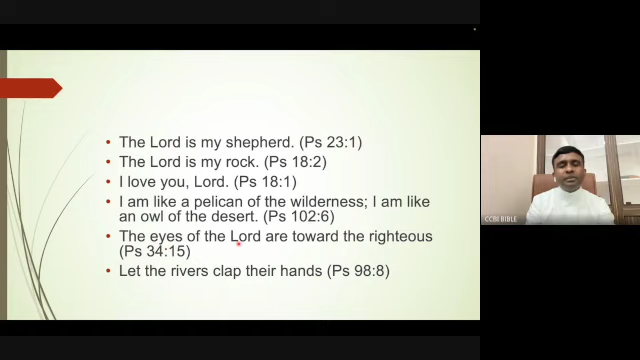 • The Lord is my shepherd. (Ps 23:1)
• The Lord is my rock. (Ps 18:2)
• I love you, Lord. (Ps 18:1)
• I am like a pelican of the wilderness; I am like
an owl of the desert. (Ps 102:6)
• The eyes of the Lord are toward the righteous
(Ps 34:15)
• Let the rivers clap their hands (Ps 98:8)
CCBI BIBLE